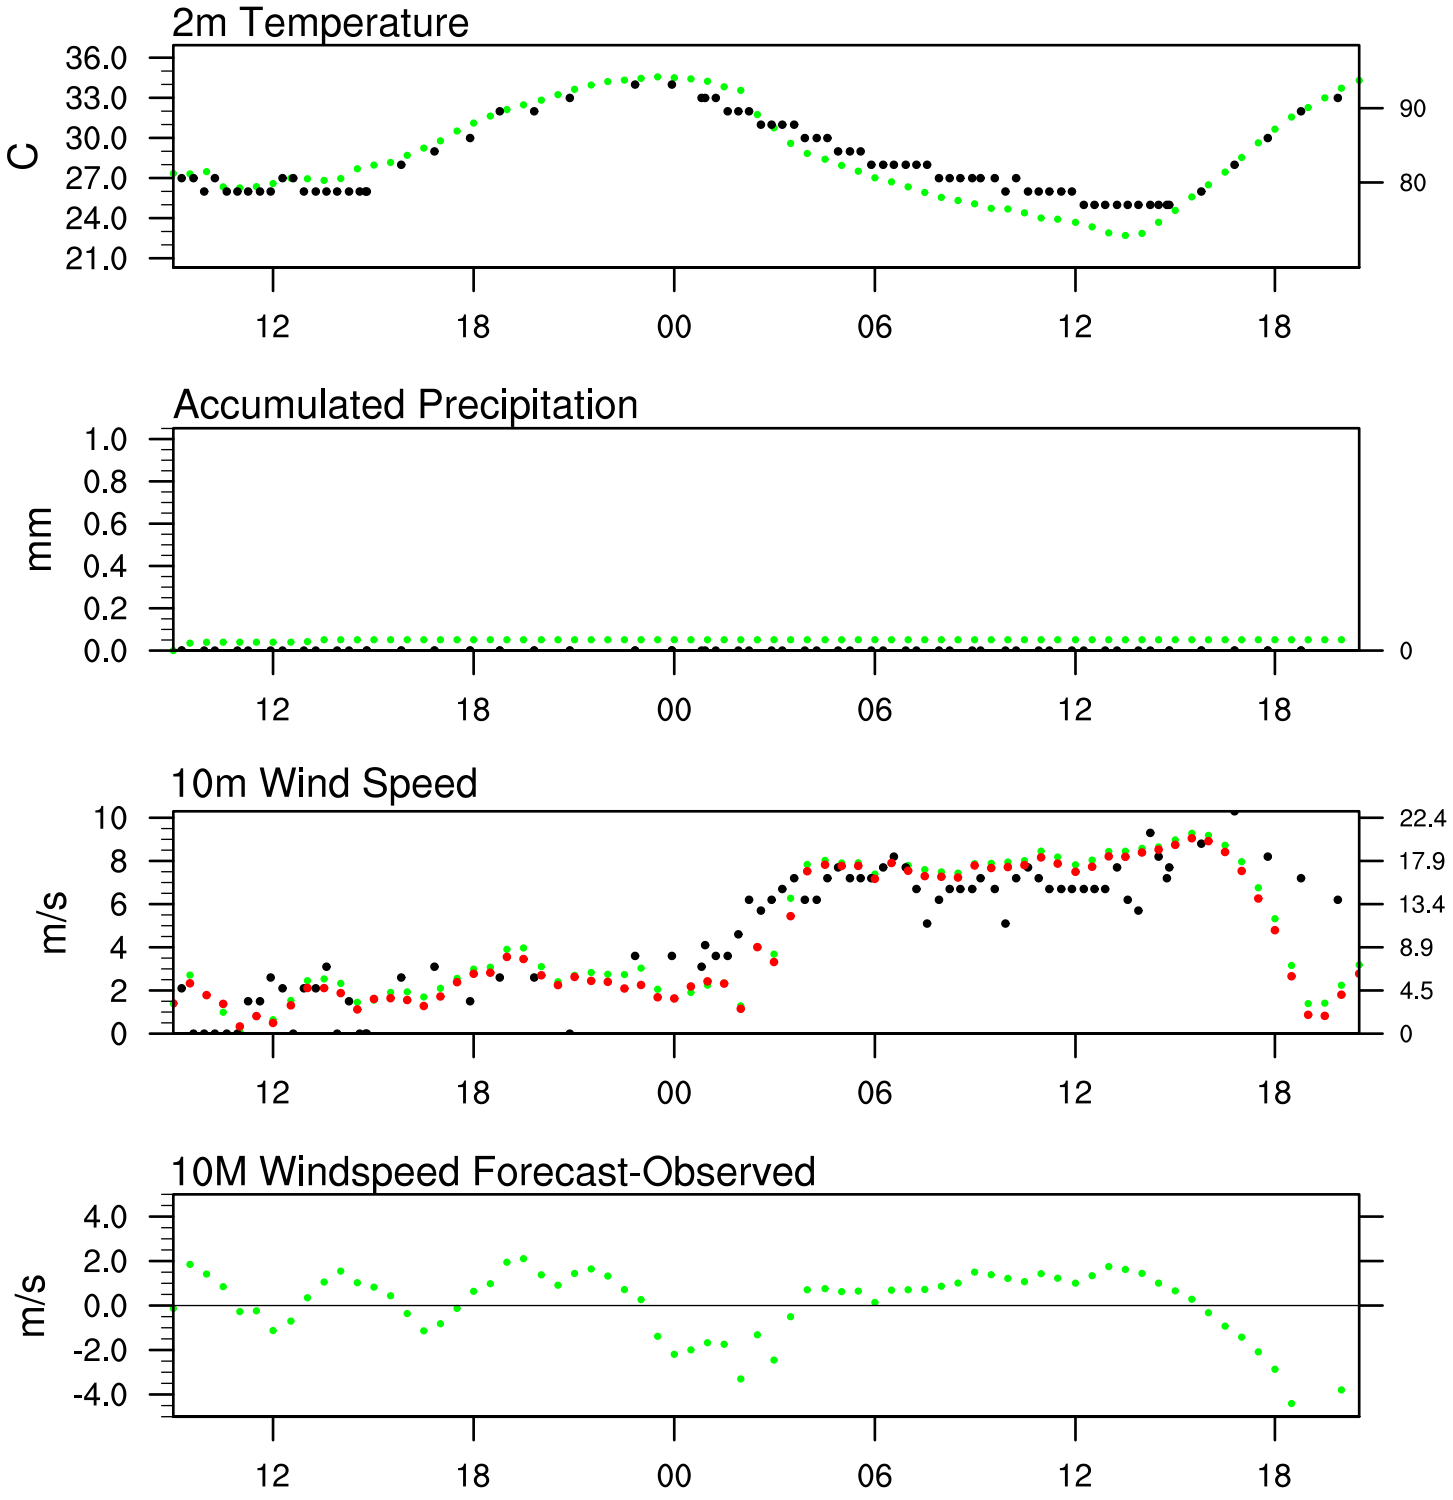 2m Temperature
36.0
33.0
30.0
27.0
24.0
21.0
C
90
80
12 18 00 06 12 18
Accumulated Precipitation
1.0
0.8
0.6
0.4
0.2
0.0
mm
0
12 18 00 06 12 18
10m Wind Speed
10
8
6
4
2
0
m/s
22.4
17.9
13.4
8.9
4.5
0
12 18 00 06 12 18
10M Windspeed Forecast-Observed
4.0
2.0
0.0
-2.0
-4.0
m/s
12 18 00 06 12 18